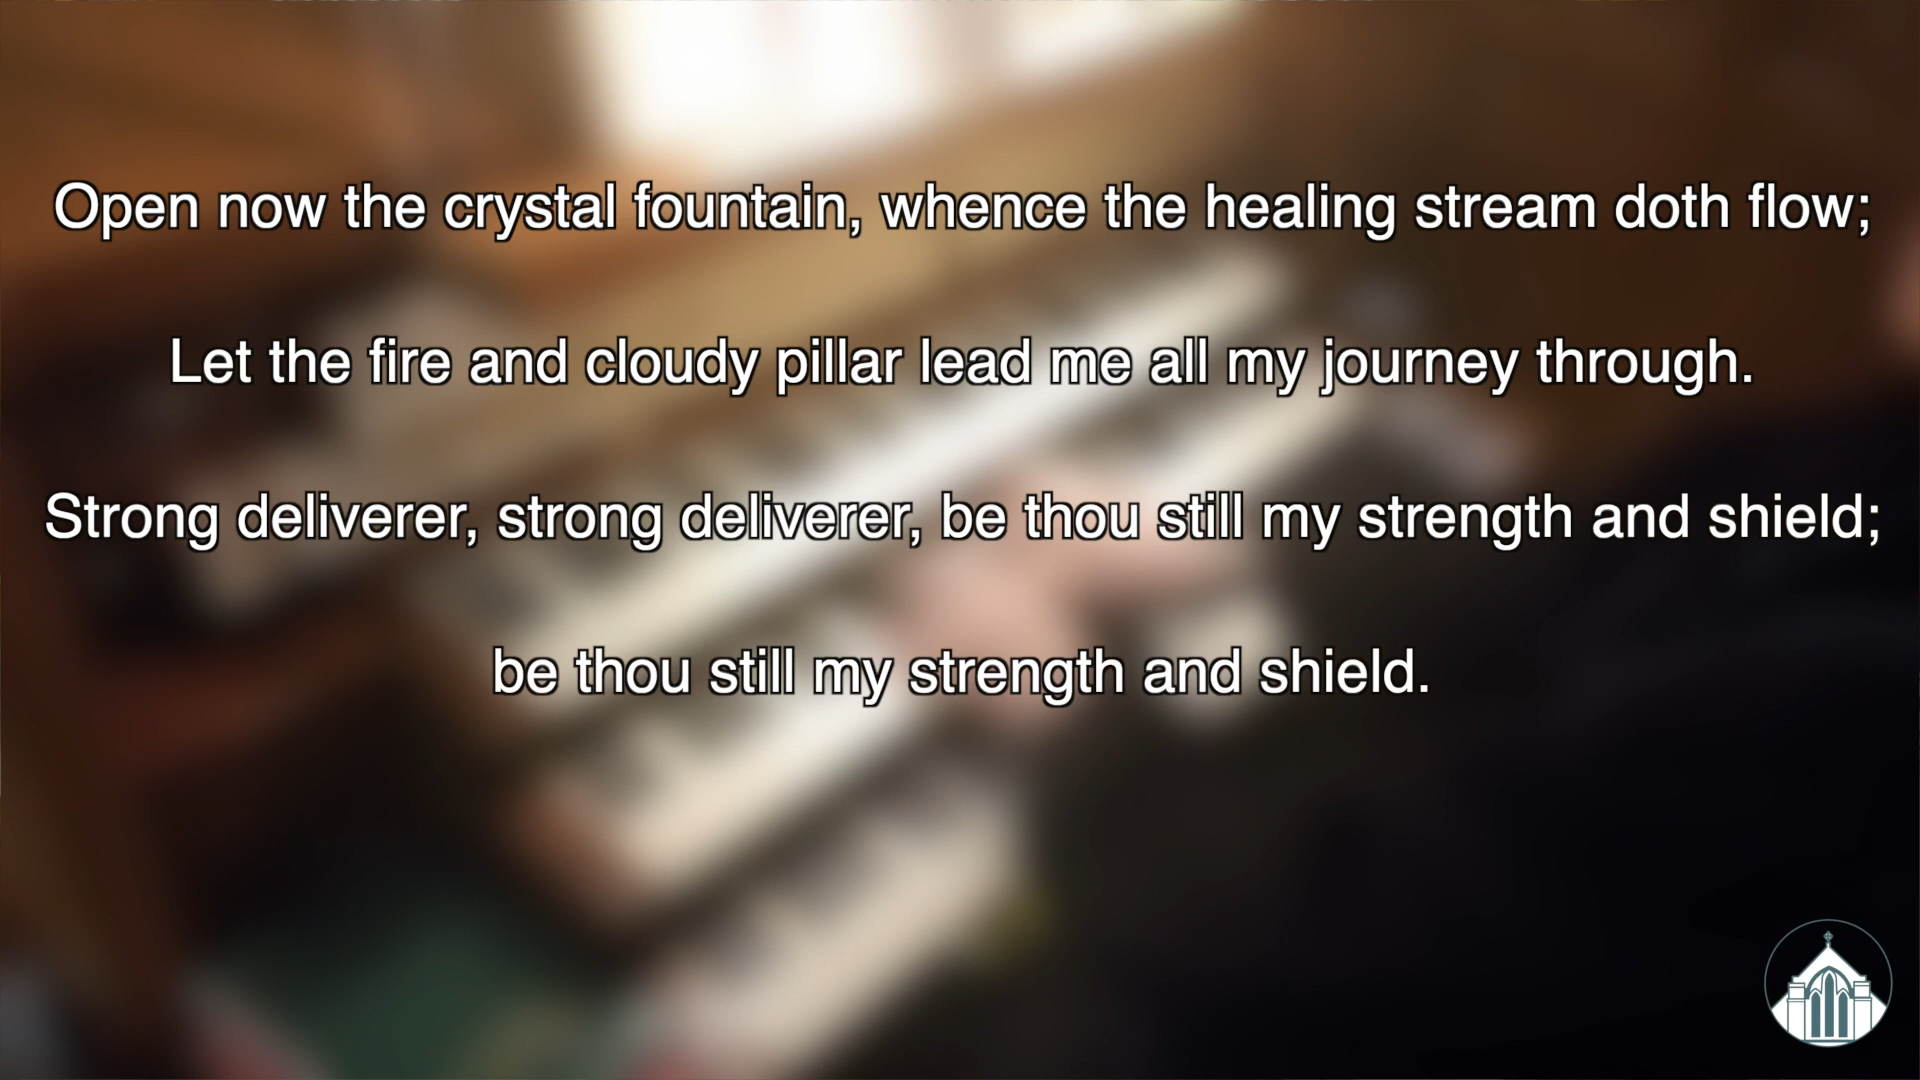 Open now the crystal fountain, whence the healing stream doth flow;
Let the fire and cloudy pillar lead me all my journey through.
Strong deliverer, strong deliverer, be thou still my strength and shield;
be thou still my strength and shield.